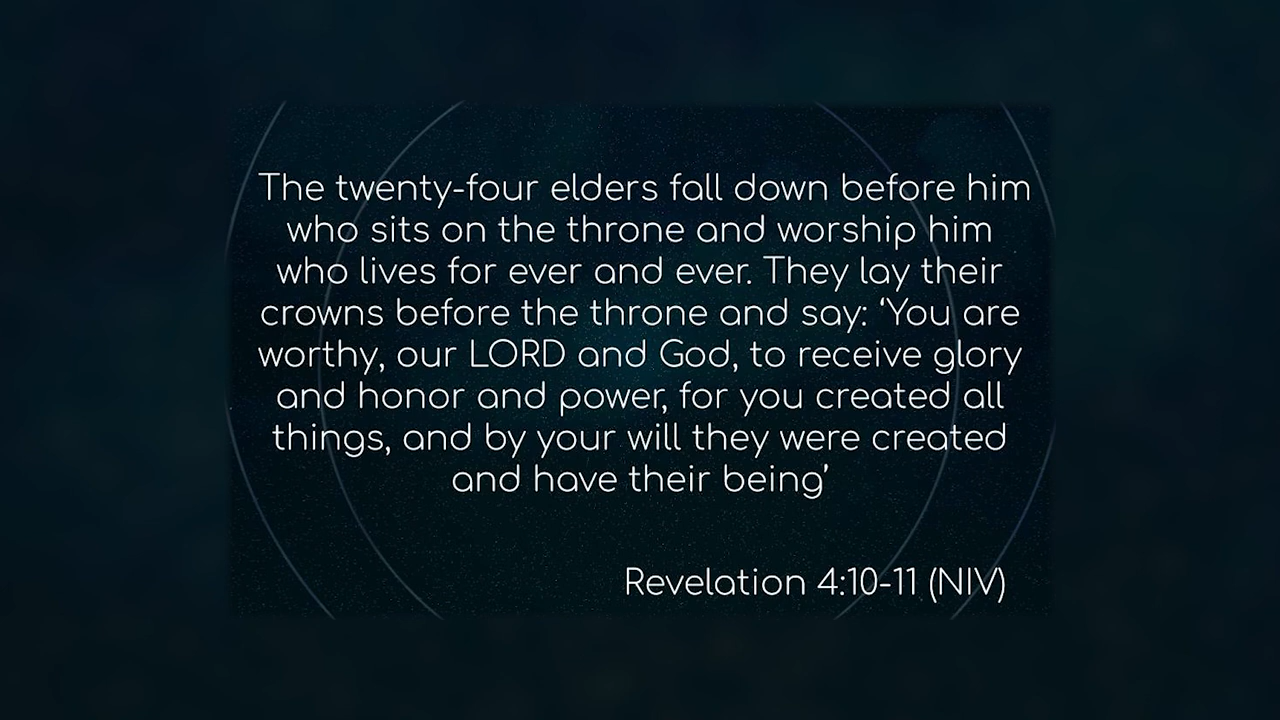 The twenty-four elders fall down before him
who sits on the throne and worship him
who lives for ever and ever. They lay their
crowns before the throne and say: ‘You are
worthy, our LORD and God, to receive glory
and honor and power, for you created all
things, and by your will they were created
and have their being’
Revelation 4:10-11 (NIV)